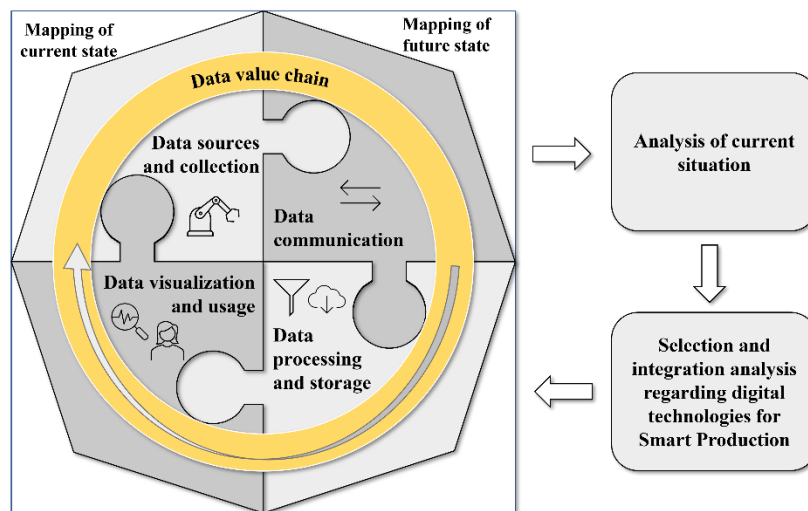 Mapping of
current state
Mapping of
future state
Data value chain
Data sources
and collection
Data
communication
Data visualization
and usage
Data
processing
and storage
Analysis of current
situation
Selection and
integration analysis
regarding digital
technologies for
Smart Production